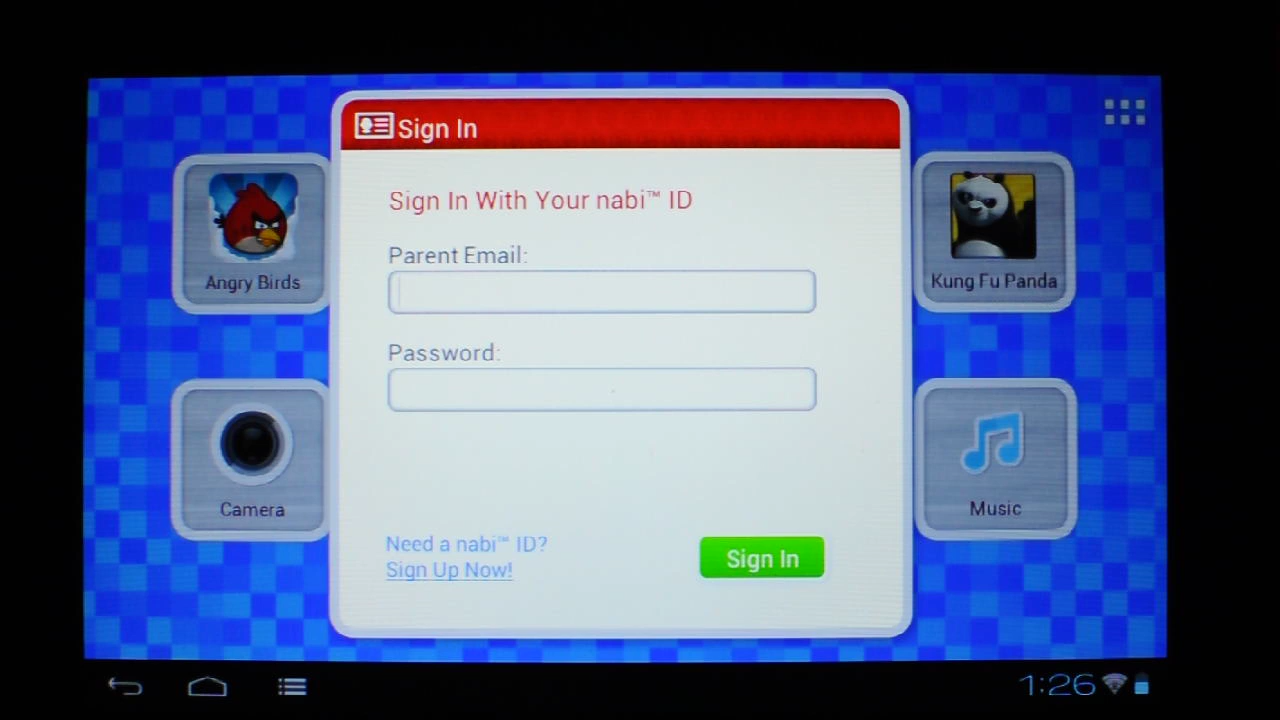 Sign In
Sign In With Your nabi™ ID
Parent Email:
Password:
Need a nabi™ ID?
Sign Up Now!
Sign In
Angry Birds
Kung Fu Panda
Camera
Music
1:26